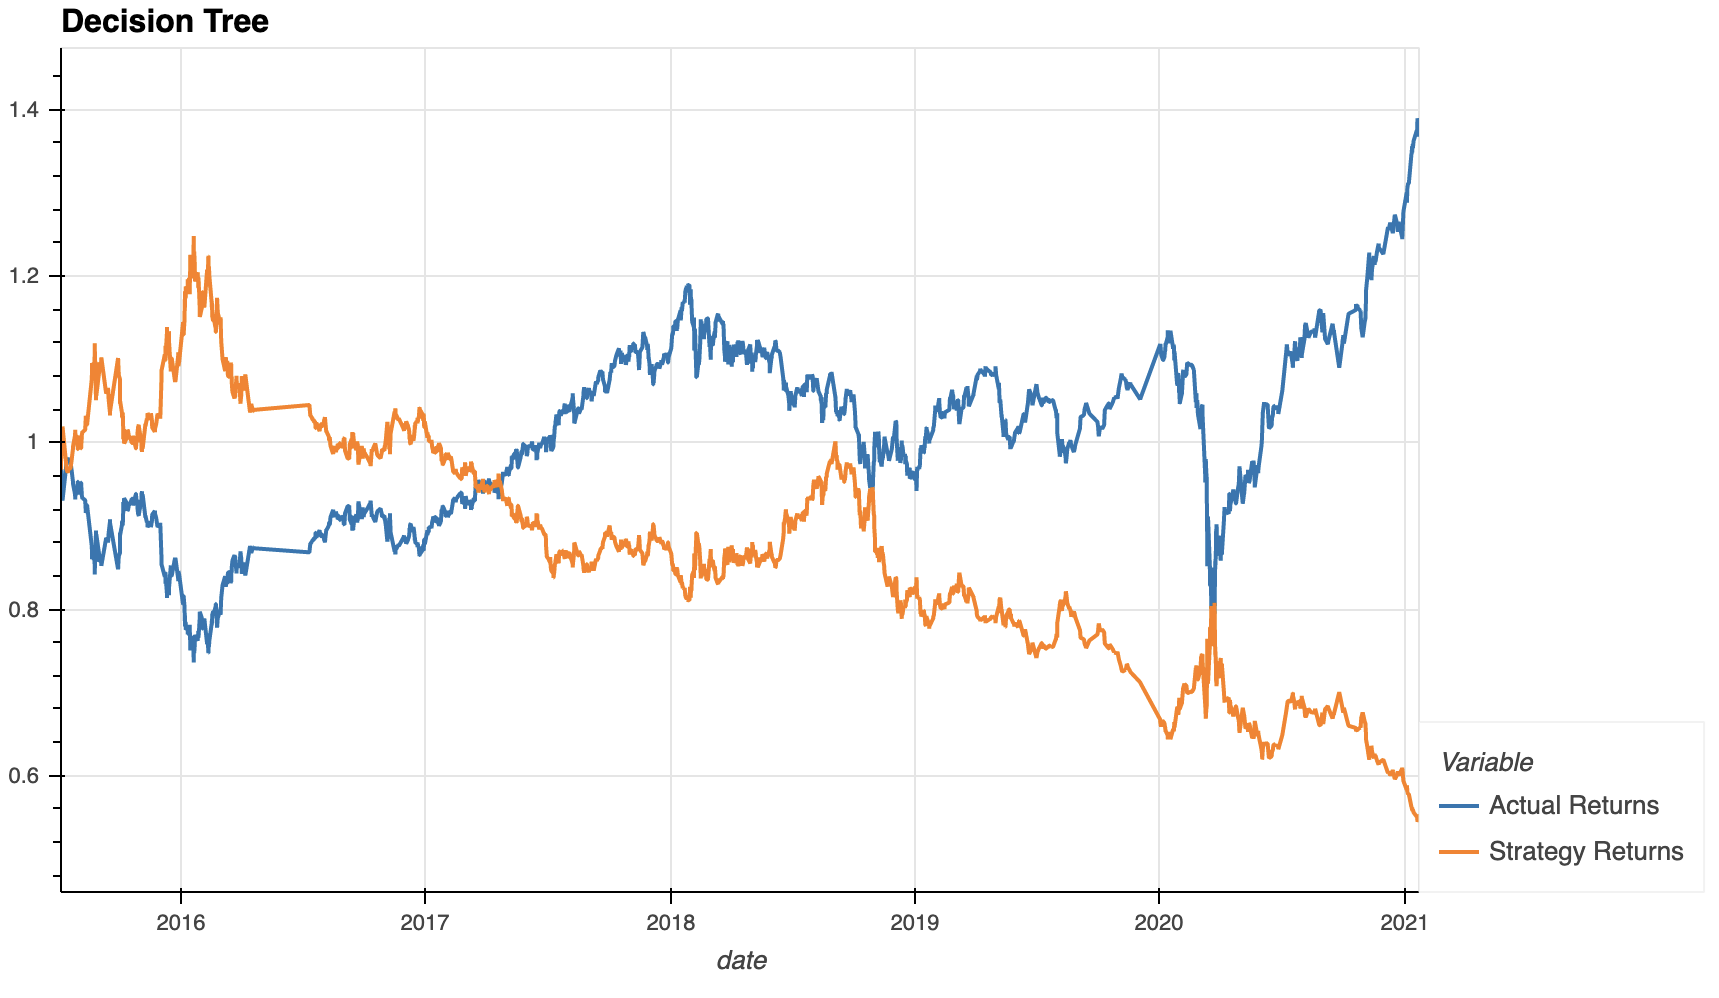 Decision Tree
1.4
1.2
1
0.8
0.6
2016 2017 2018 2019 2020 2021
date
Variable
Actual Returns
Strategy Returns